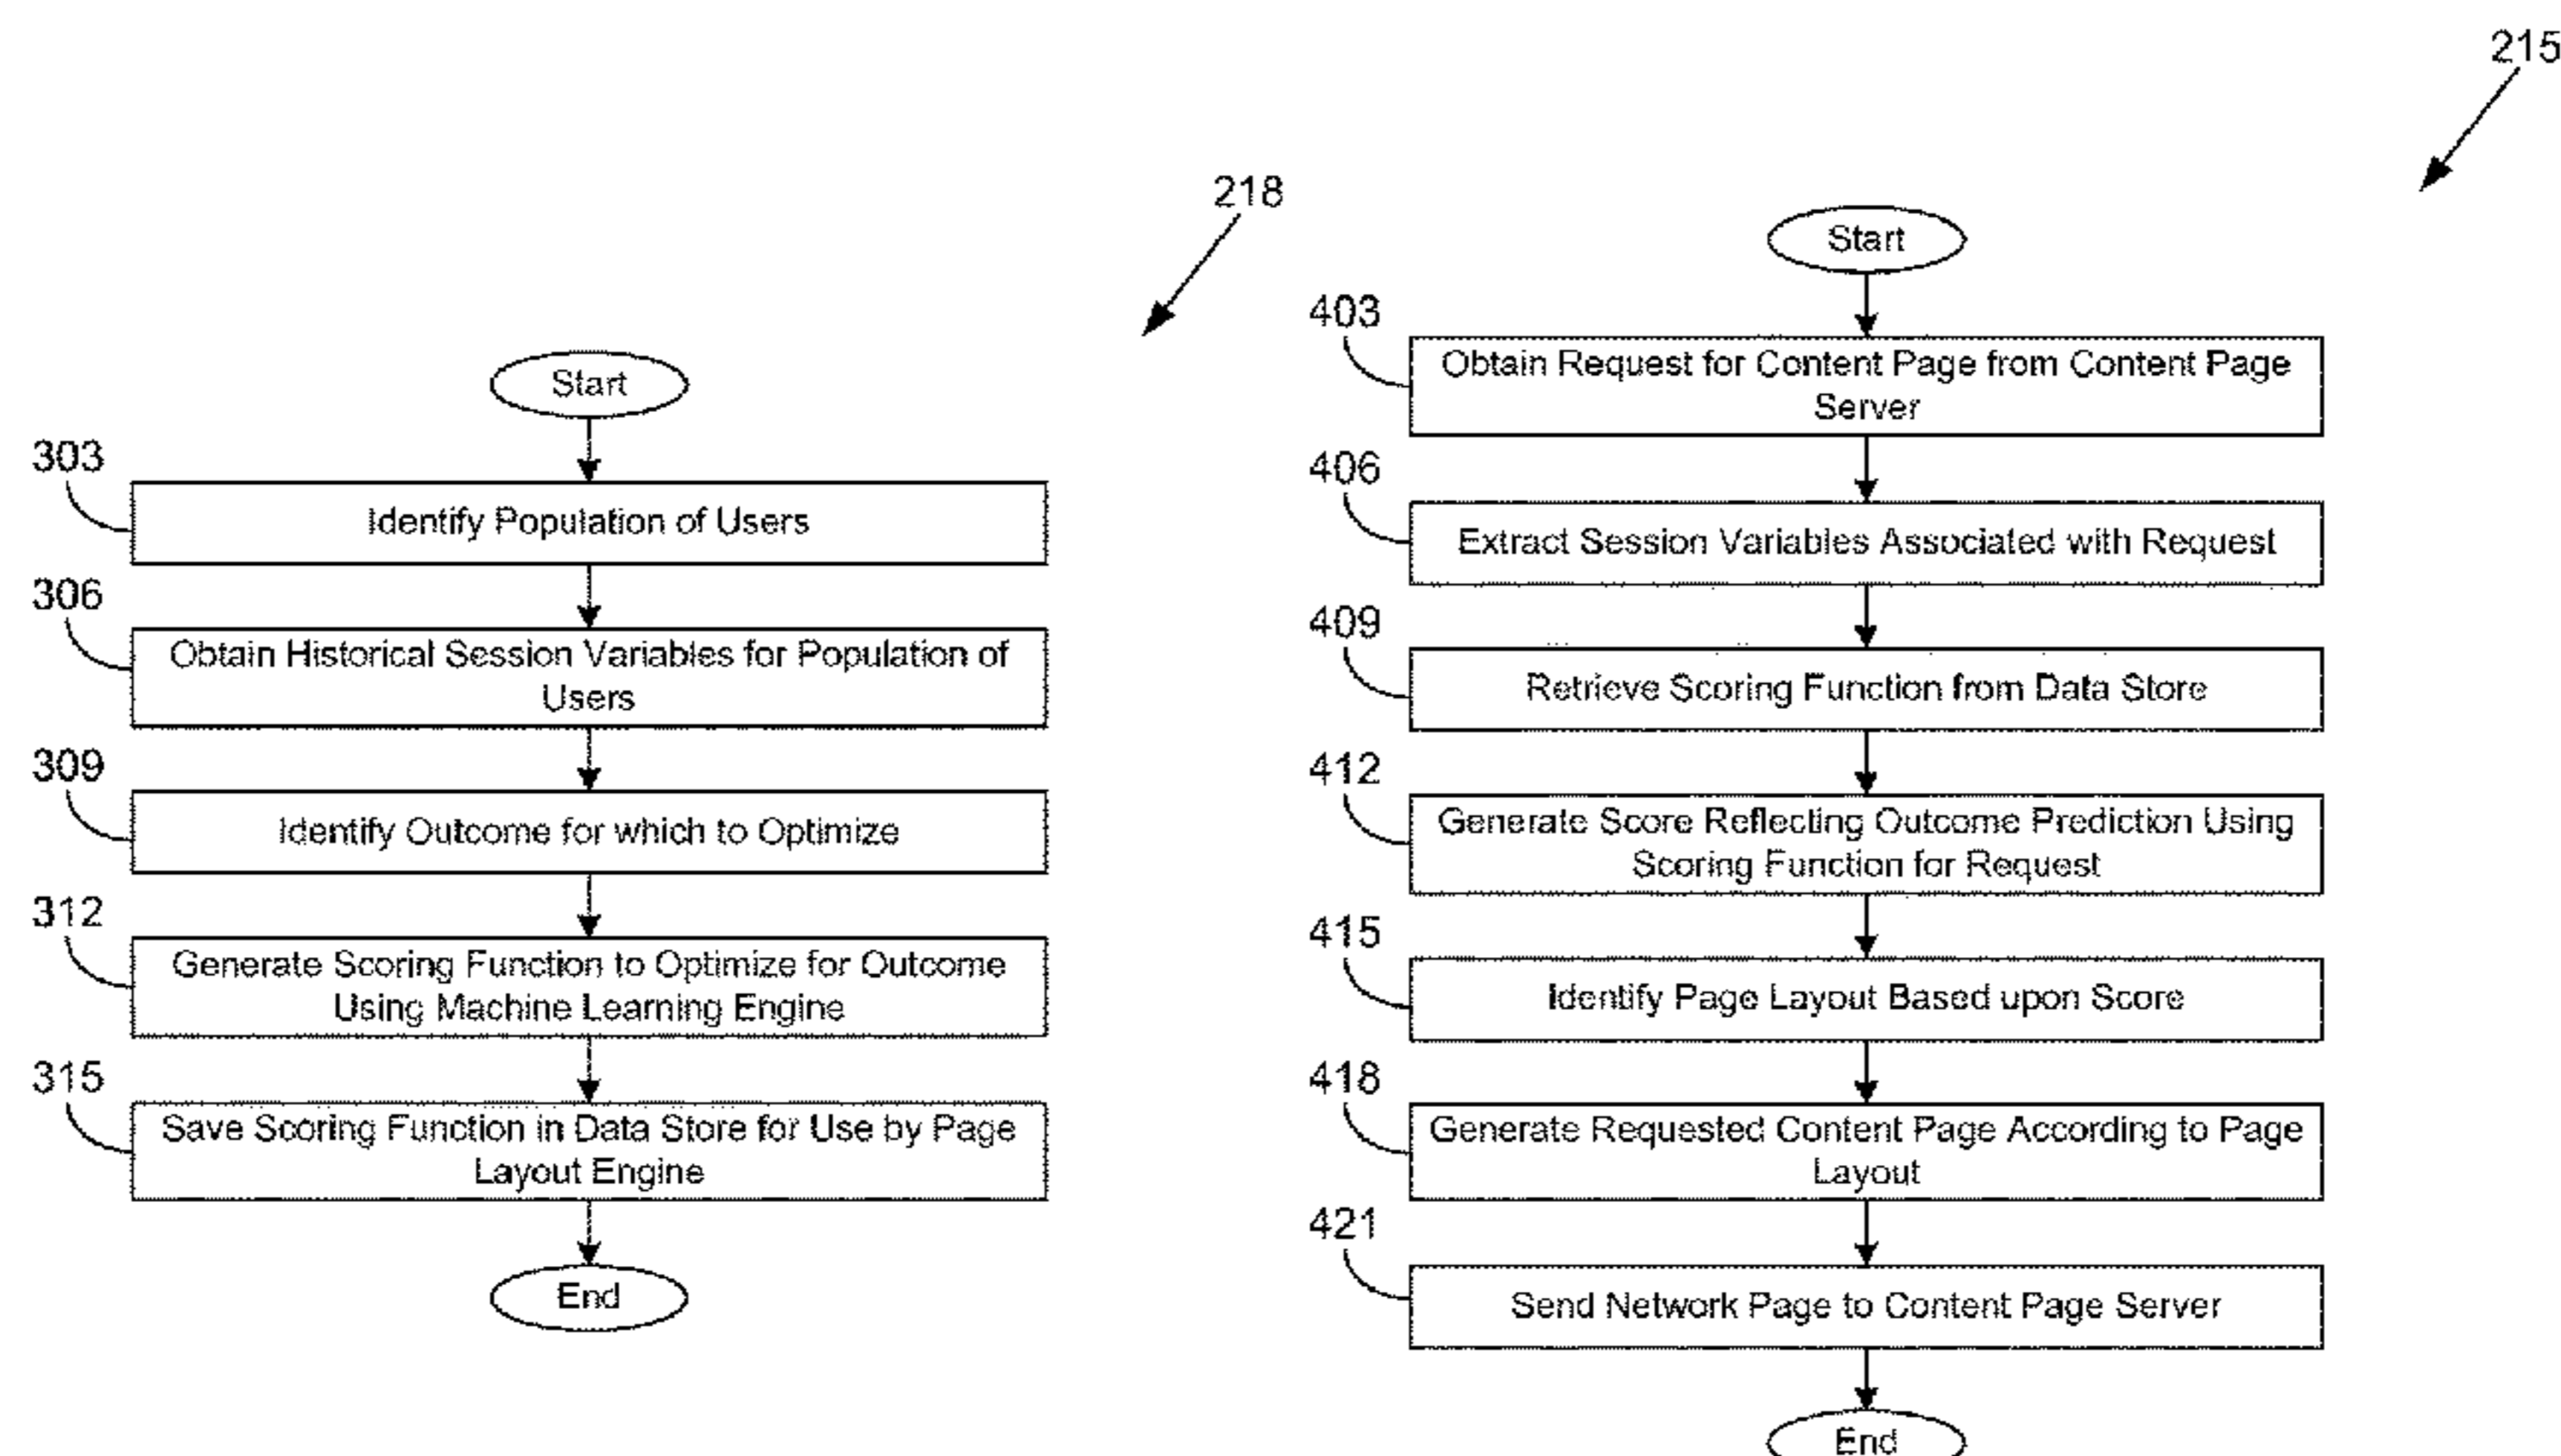 218
Start
303
Identify Population of Users
306
Obtain Historical Session Variables for Population of
Users
309
Identify Outcome for which to Optimize
312
Generate Scoring Function to Optimize for Outcome
Using Machine Learning Engine
315
Save Scoring Function in Data Store for Use by Page
Layout Engine
End
215
Start
403
Obtain Request for Content Page from Content Page
Server
406
Extract Session Variables Associated with Request
409
Retrieve Scoring Function from Data Store
412
Generate Score Reflecting Outcome Prediction Using
Scoring Function for Request
415
Identify Page Layout Based upon Score
418
Generate Requested Content Page According to Page
Layout
421
Send Network Page to Content Page Server
End